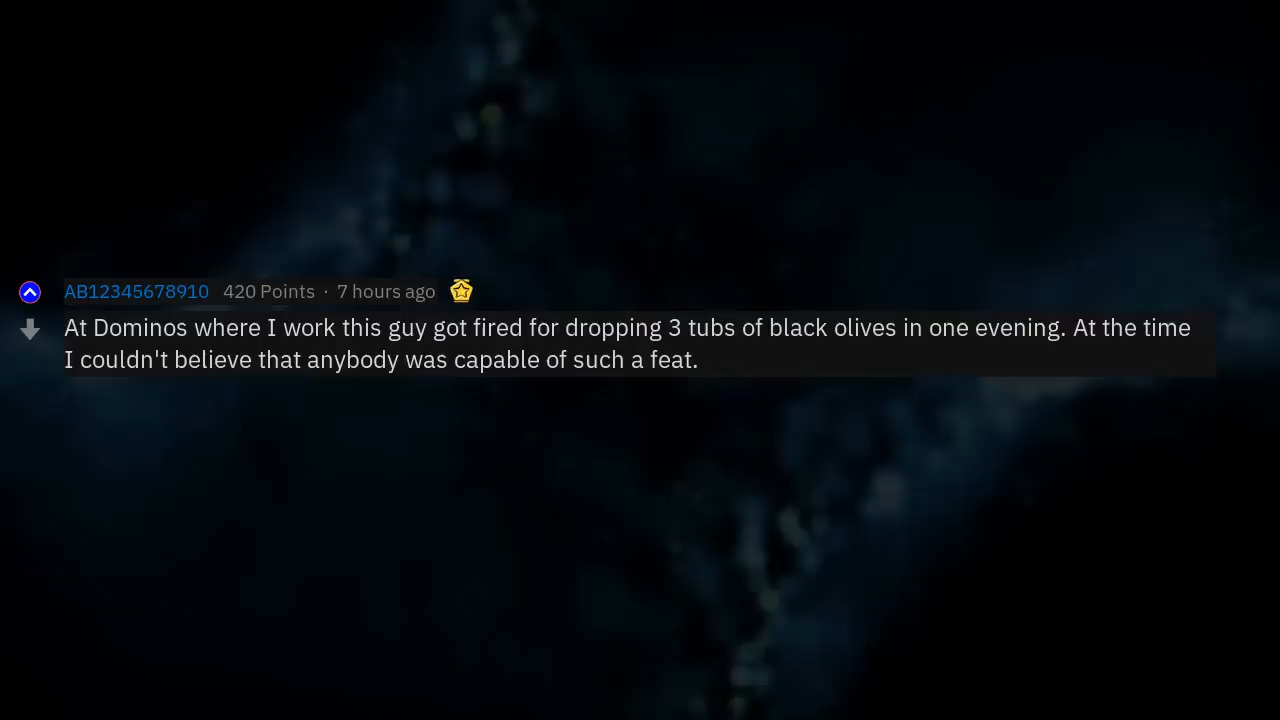 AB12345678910 420 Points · 7 hours ago
At Dominos where I work this guy got fired for dropping 3 tubs of black olives in one evening. At the time
I couldn't believe that anybody was capable of such a feat.